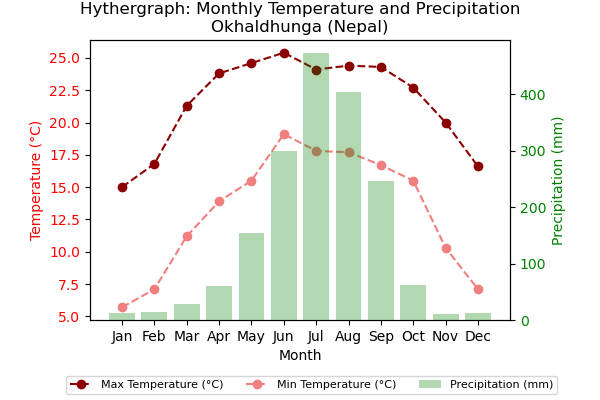 Hythergraph: Monthly Temperature and Precipitation
Okhaldhunga (Nepal)
Temperature (°C)
25.0
22.5
20.0
17.5
15.0
12.5
10.0
7.5
5.0
400
300
200
100
0
Precipitation (mm)
Jan Feb Mar Apr May Jun Jul Aug Sep Oct Nov Dec
Month
Max Temperature (°C) Min Temperature (°C) Precipitation (mm)